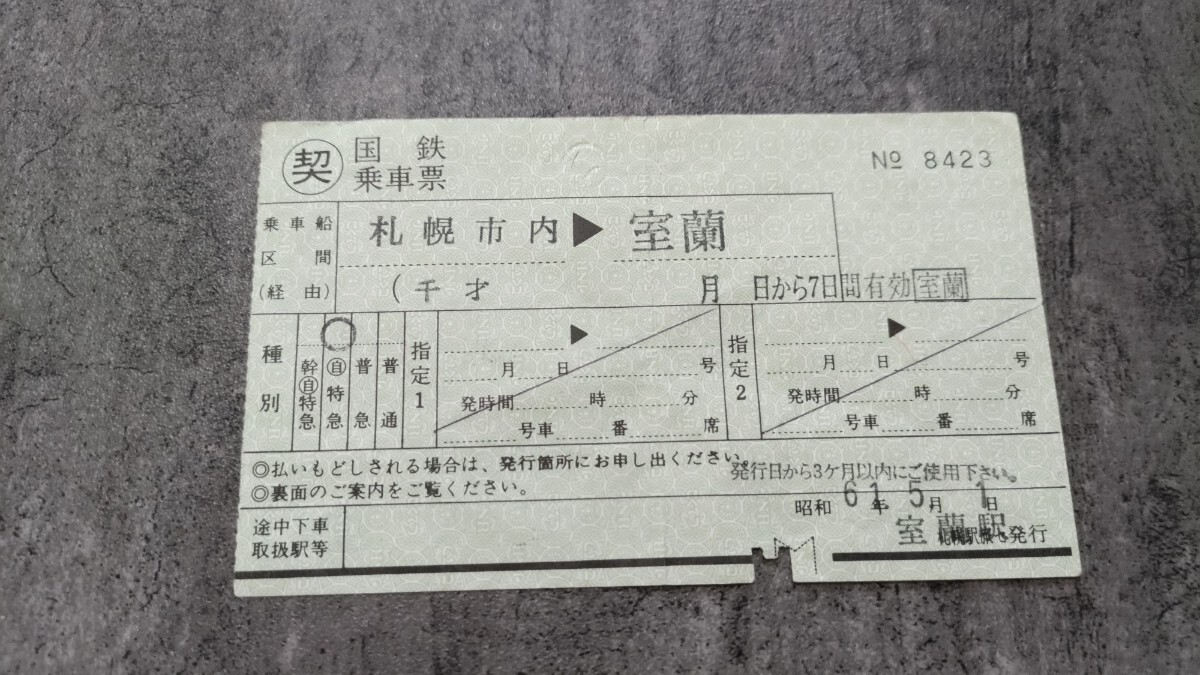 契 国鉄
乗車票
№ 8423
乗車船
区間
(経由)
札幌市内▶室蘭
(千才
月 日から7日間有効 室蘭
種別
幹自特急
自特急
普急
普通
指定1
▶
月 日 号
発時間 時 分
号車 番 席
指定2
▶
月 日 号
発時間 時 分
号車 番 席
◎払いもどしされる場合は、発行箇所にお申し出ください。
◎裏面のご案内をご覧ください。
発行日から3ケ月以内にご使用下さい。
昭和 61年 5月 1日
室蘭駅
発行
途中下車
取扱駅等